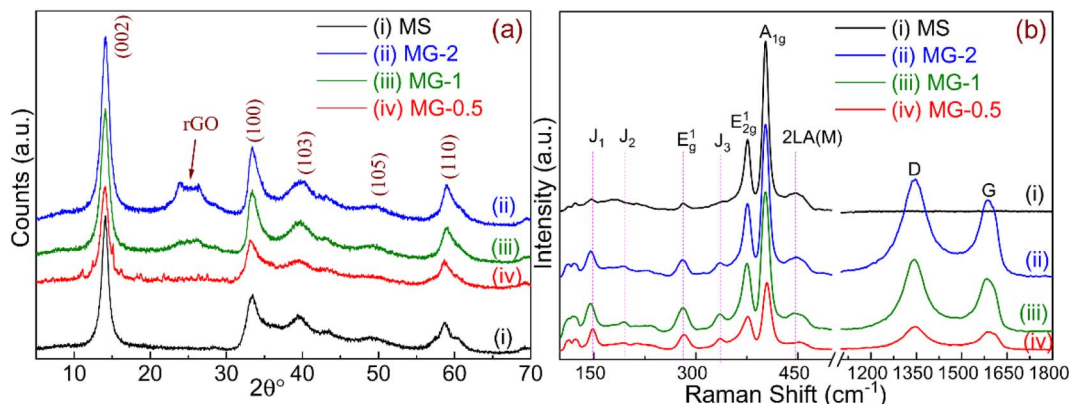 (a)
(i) MS
(ii) MG-2
(iii) MG-1
(iv) MG-0.5
(002)
rGO
(100)
(103)
(105)
(110)
(ii)
(iii)
(iv)
(i)
Counts (a.u.)
10 20 30 40 50 60 70
2θ°
(b)
(i) MS
(ii) MG-2
(iii) MG-1
(iv) MG-0.5
A1g
J1 J2 E1g J3 E12g 2LA(M)
D G
(i)
(ii)
(iii)
(iv)
Intensity (a.u.)
150 300 450 1200 1350 1500 1650 1800
Raman Shift (cm-1)